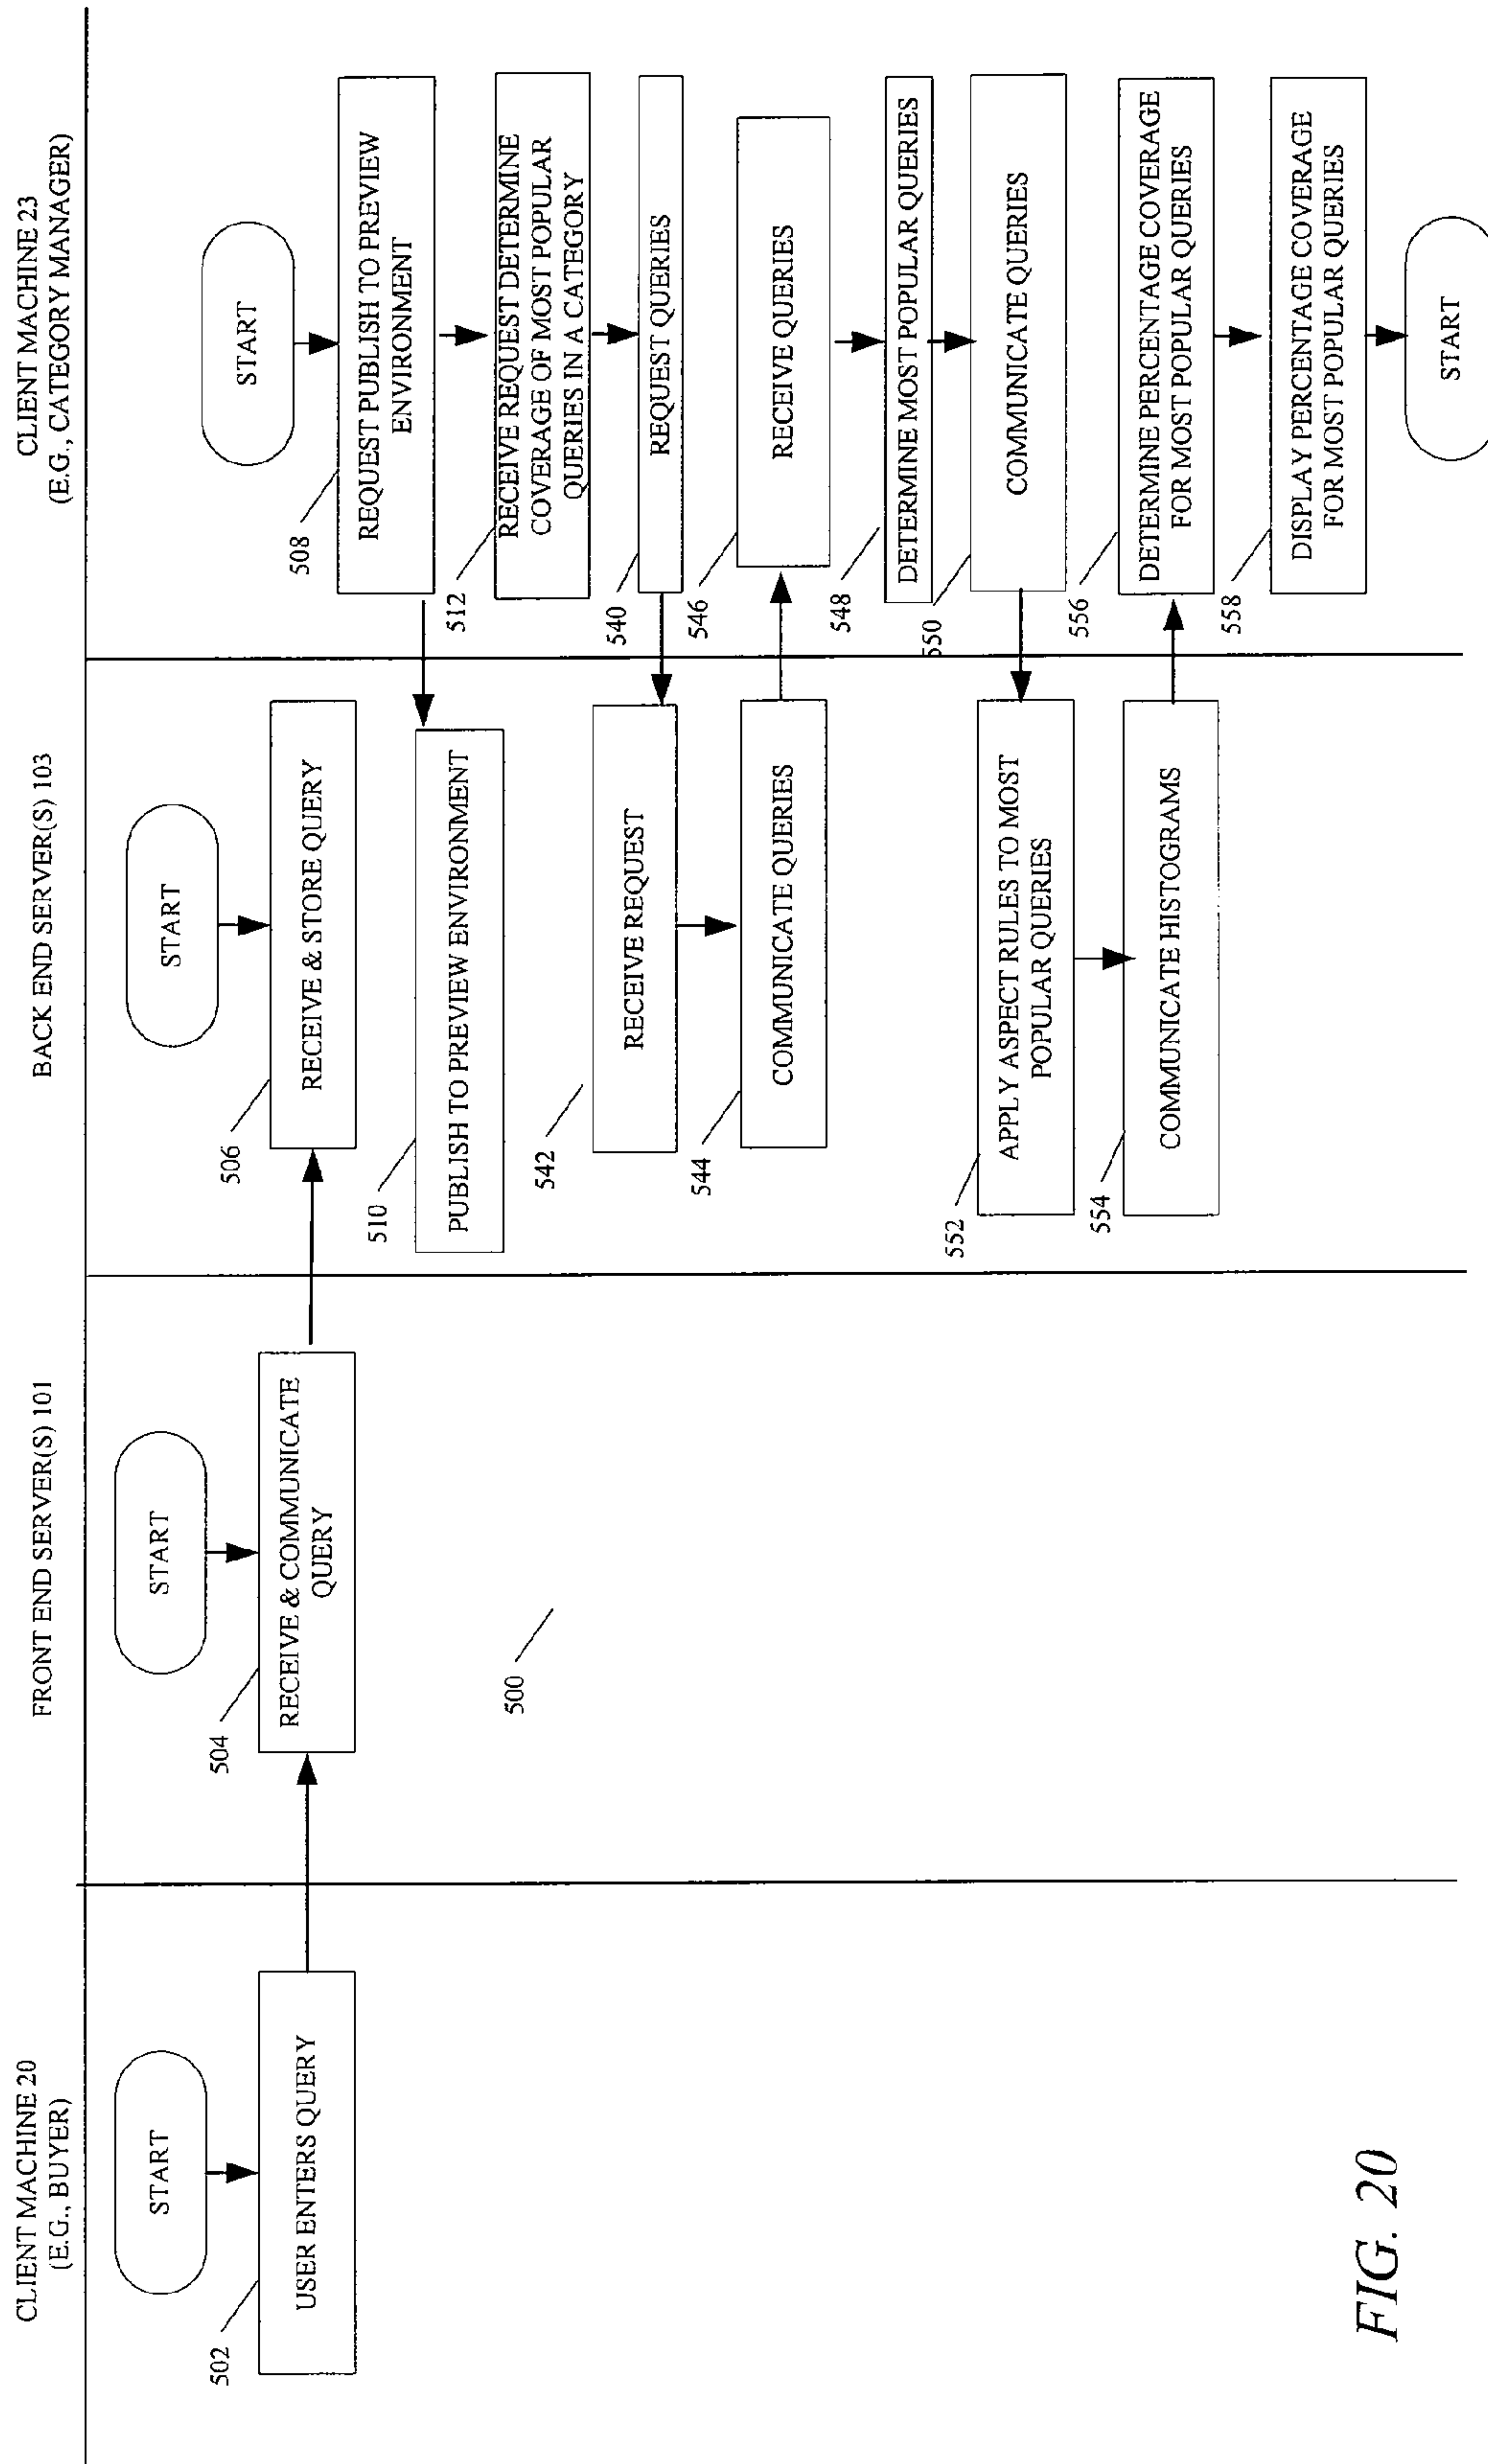 CLIENT MACHINE 20
(E.G., BUYER)
START
502
USER ENTERS QUERY
FRONT END SERVER(S) 101
START
504
RECEIVE & COMMUNICATE
QUERY
500
BACK END SERVER(S) 103
START
506
RECEIVE & STORE QUERY
510
PUBLISH TO PREVIEW ENVIRONMENT
542
RECEIVE REQUEST
544
COMMUNICATE QUERIES
552
APPLY ASPECT RULES TO MOST
POPULAR QUERIES
554
COMMUNICATE HISTOGRAMS
CLIENT MACHINE 23
(E.G., CATEGORY MANAGER)
START
508
REQUEST PUBLISH TO PREVIEW
ENVIRONMENT
512
RECEIVE REQUEST DETERMINE
COVERAGE OF MOST POPULAR
QUERIES IN A CATEGORY
540
REQUEST QUERIES
546
RECEIVE QUERIES
548
DETERMINE MOST POPULAR QUERIES
550
COMMUNICATE QUERIES
556
DETERMINE PERCENTAGE COVERAGE
FOR MOST POPULAR QUERIES
558
DISPLAY PERCENTAGE COVERAGE
FOR MOST POPULAR QUERIES
START
FIG. 20